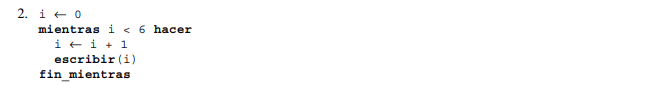 2. i ← 0
mientras i < 6 hacer
i ← i + 1
escribir(i)
fin_mientras